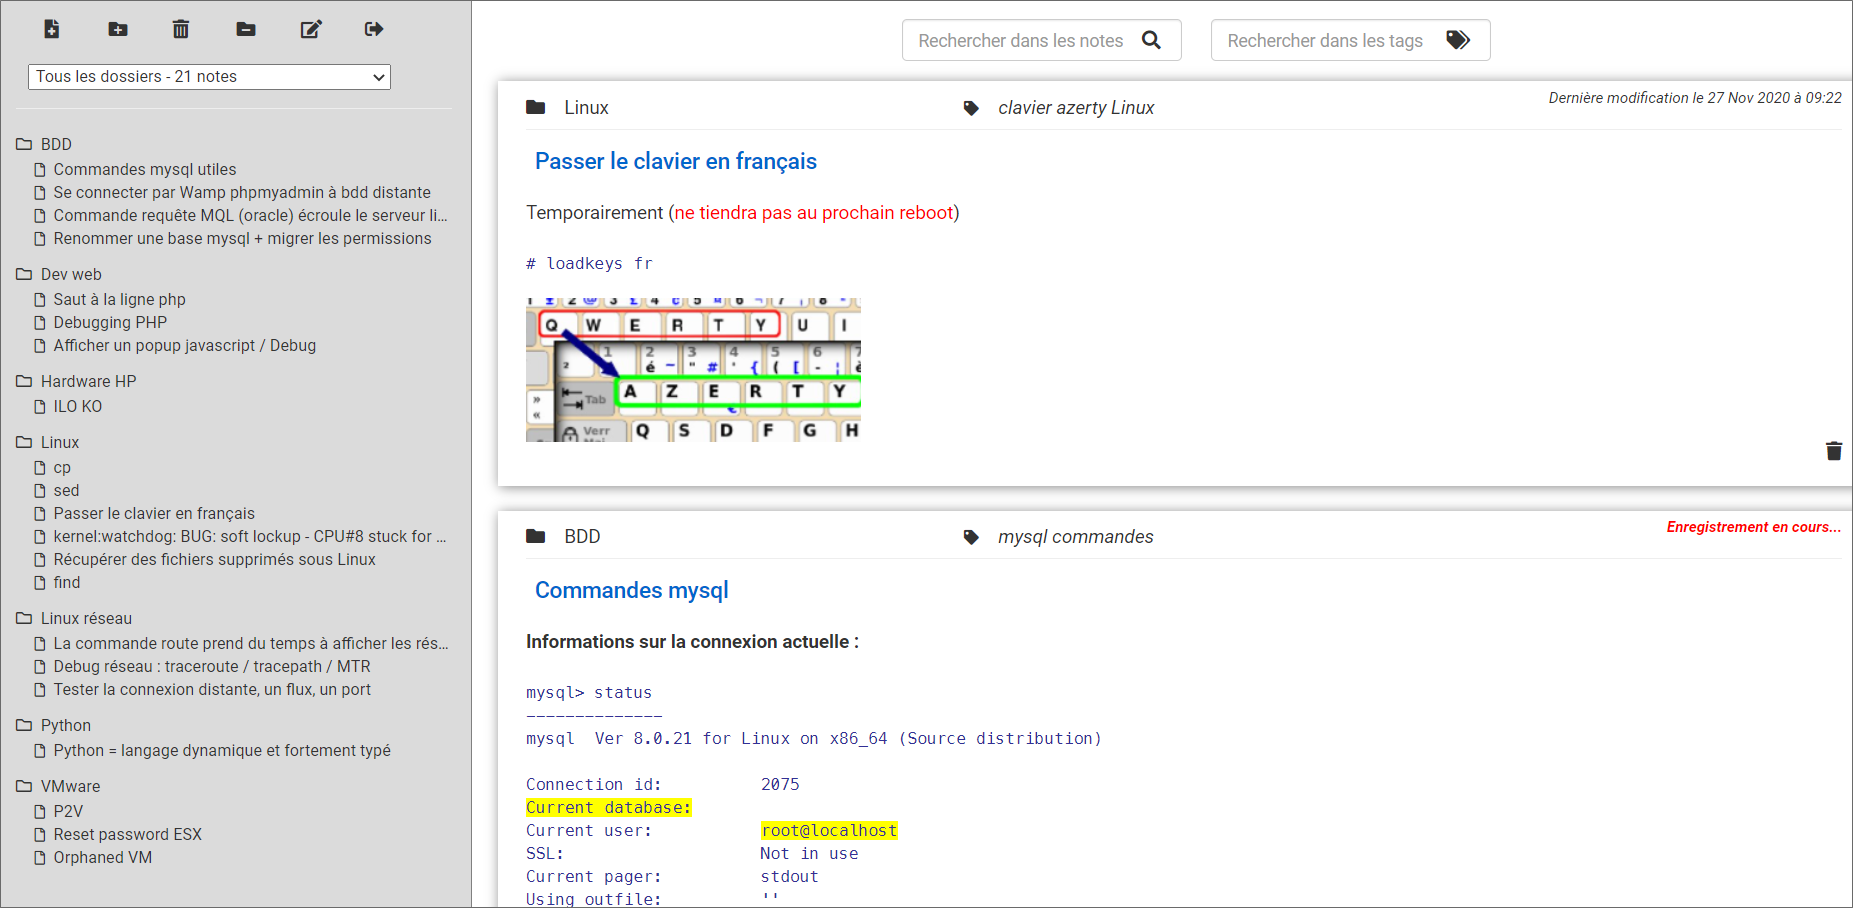 Tous les dossiers - 21 notes
BDD
Commandes mysql utiles
Se connecter par Wamp phpmyadmin à bdd distante
Commande requête MQL (oracle) écroule le serveur li...
Renommer une base mysql + migrer les permissions
Dev web
Saut à la ligne php
Debugging PHP
Afficher un popup javascript / Debug
Hardware HP
ILO KO
Linux
cp
sed
Passer le clavier en français
kernel:watchdog: BUG: soft lockup - CPU#8 stuck for ...
Récupérer des fichiers supprimés sous Linux
find
Linux réseau
La commande route prend du temps à afficher les rés...
Debug réseau : traceroute / tracepath / MTR
Tester la connexion distante, un flux, un port
Python
Python = langage dynamique et fortement typé
VMware
P2V
Reset password ESX
Orphaned VM
Rechercher dans les notes
Rechercher dans les tags
Linux
clavier azerty Linux
Dernière modification le 27 Nov 2020 à 09:22
Passer le clavier en français
Temporairement (ne tiendra pas au prochain reboot)
# loadkeys fr
Q W E R T Y U I
1 2 3 4 5 6
² é ~ " # ' { ( [ - |
Tab A Z E R T Y
€
Verr Q S D F G H
BDD
mysql commandes
Enregistrement en cours...
Commandes mysql
Informations sur la connexion actuelle :
mysql> status
--------------
mysql  Ver 8.0.21 for Linux on x86_64 (Source distribution)
Connection id: 2075
Current database:
Current user: root@localhost
SSL: Not in use
Current pager: stdout
Using outfile: ''